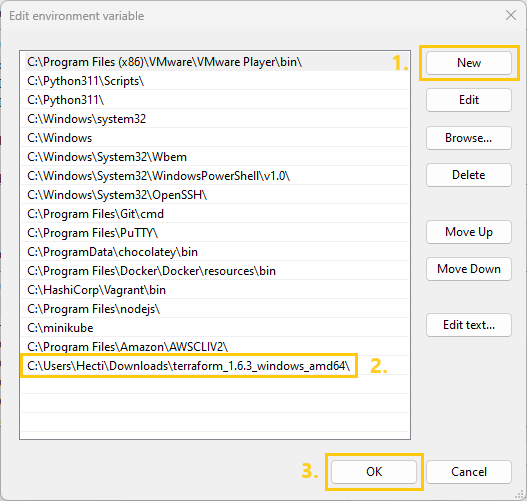 Edit environment variable
C:\Program Files (x86)\VMware\VMware Player\bin\
1.
New
C:\Python311\Scripts\
C:\Python311\
Edit
C:\Windows\system32
C:\Windows
Browse...
C:\Windows\System32\Wbem
C:\Windows\System32\WindowsPowerShell\v1.0\
Delete
C:\Windows\System32\OpenSSH\
C:\Program Files\Git\cmd
C:\Program Files\PuTTY\
Move Up
C:\ProgramData\chocolatey\bin
C:\Program Files\Docker\Docker\resources\bin
Move Down
C:\HashiCorp\Vagrant\bin
C:\Program Files\nodejs\
C:\minikube
Edit text...
C:\Program Files\Amazon\AWSCLIV2\
C:\Users\Hecti\Downloads\terraform_1.6.3_windows_amd64\
2.
3.
OK
Cancel